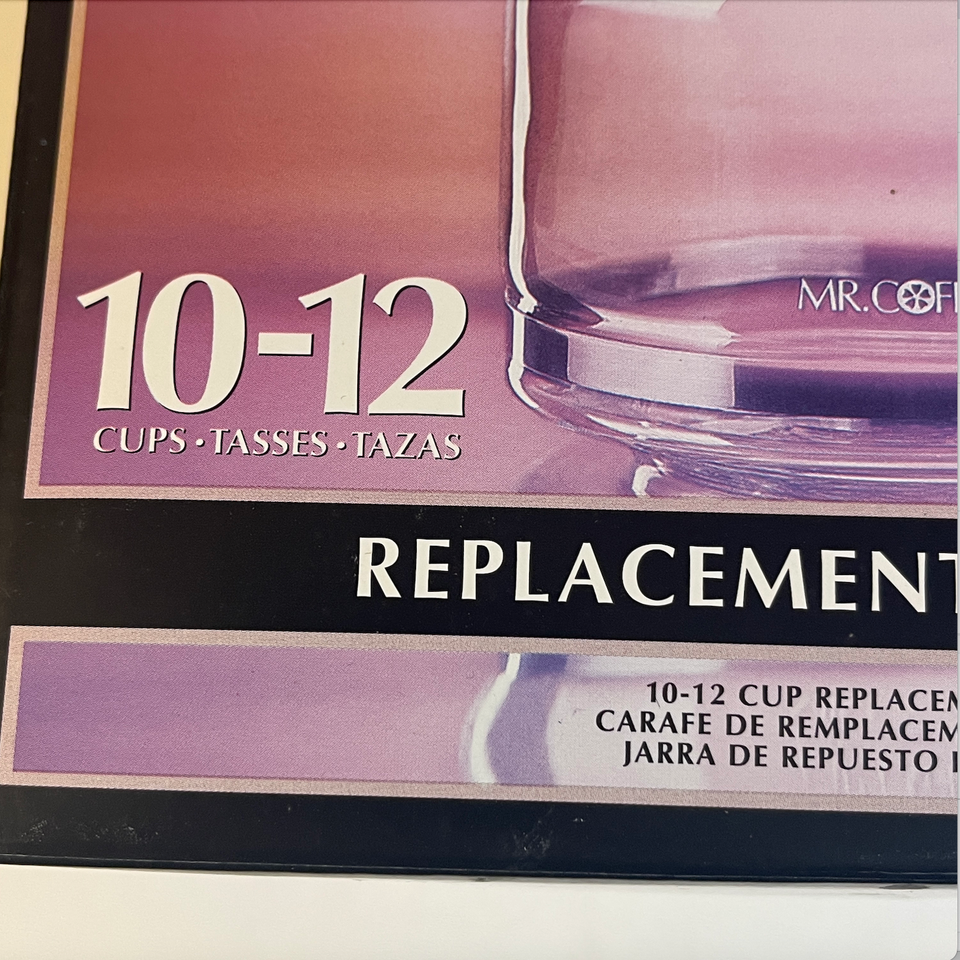 MR. COF
10-12
CUPS • TASSES • TAZAS
REPLACEMENT
10-12 CUP REPLACEM
CARAFE DE REMPLACEM
JARRA DE REPUESTO